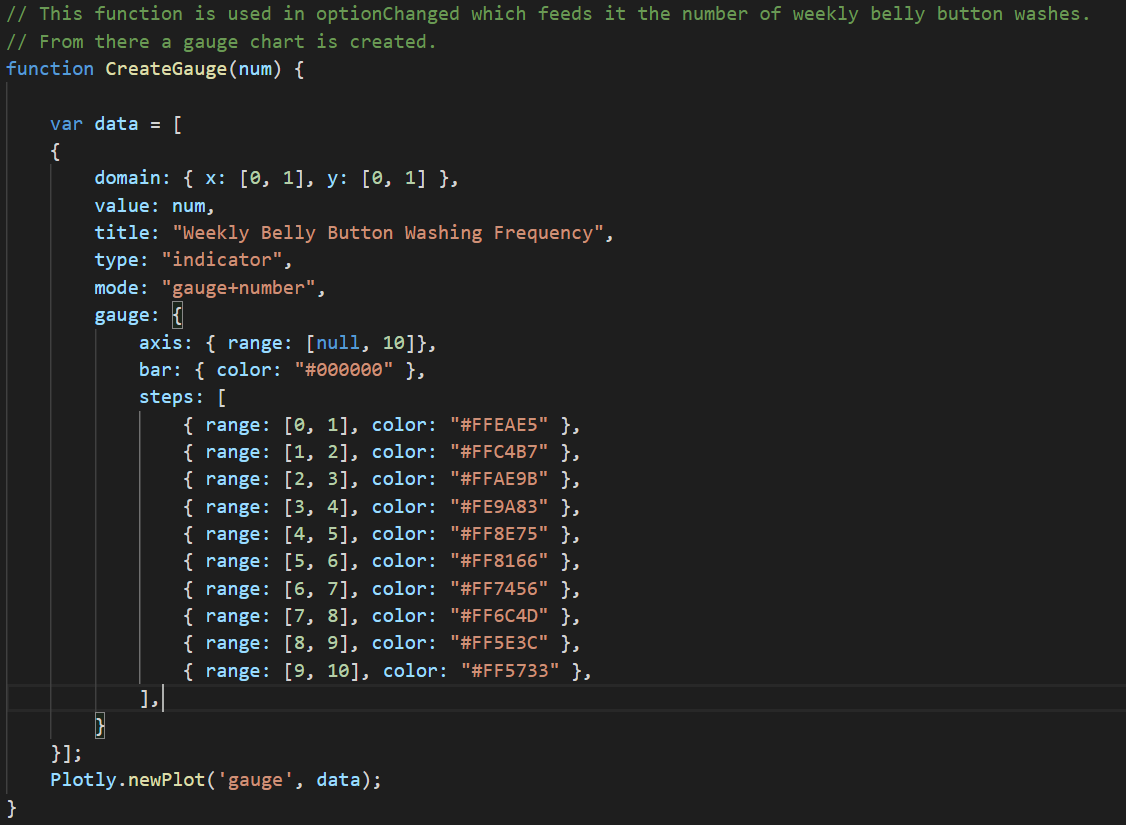 // This function is used in optionChanged which feeds it the number of weekly belly button washes.
// From there a gauge chart is created.
function CreateGauge(num) {
var data = [
{
domain: { x: [0, 1], y: [0, 1] },
value: num,
title: "Weekly Belly Button Washing Frequency",
type: "indicator",
mode: "gauge+number",
gauge: {
axis: { range: [null, 10]},
bar: { color: "#000000" },
steps: [
{ range: [0, 1], color: "#FFEAE5" },
{ range: [1, 2], color: "#FFC4B7" },
{ range: [2, 3], color: "#FFAE9B" },
{ range: [3, 4], color: "#FE9A83" },
{ range: [4, 5], color: "#FF8E75" },
{ range: [5, 6], color: "#FF8166" },
{ range: [6, 7], color: "#FF7456" },
{ range: [7, 8], color: "#FF6C4D" },
{ range: [8, 9], color: "#FF5E3C" },
{ range: [9, 10], color: "#FF5733" },
],
}
}];
Plotly.newPlot('gauge', data);
}